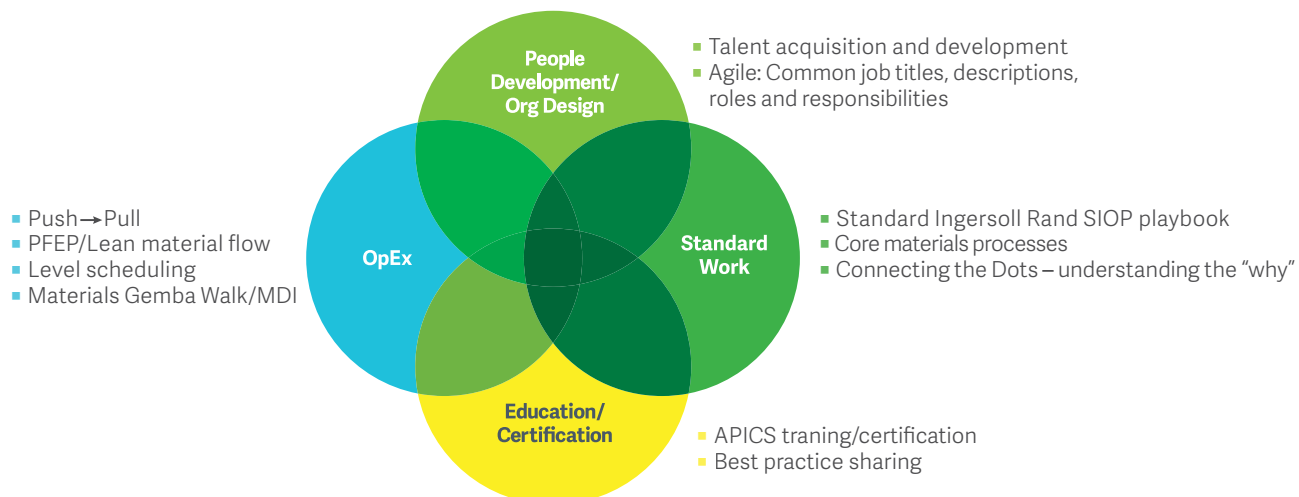 People
Development/
Org Design
Talent acquisition and development
Agile: Common job titles, descriptions,
roles and responsibilities
Push→Pull
PFEP/Lean material flow
Level scheduling
Materials Gemba Walk/MDI
OpEx
Standard
Work
Standard Ingersoll Rand SIOP playbook
Core materials processes
Connecting the Dots – understanding the “why”
Education/
Certification
APICS traning/certification
Best practice sharing